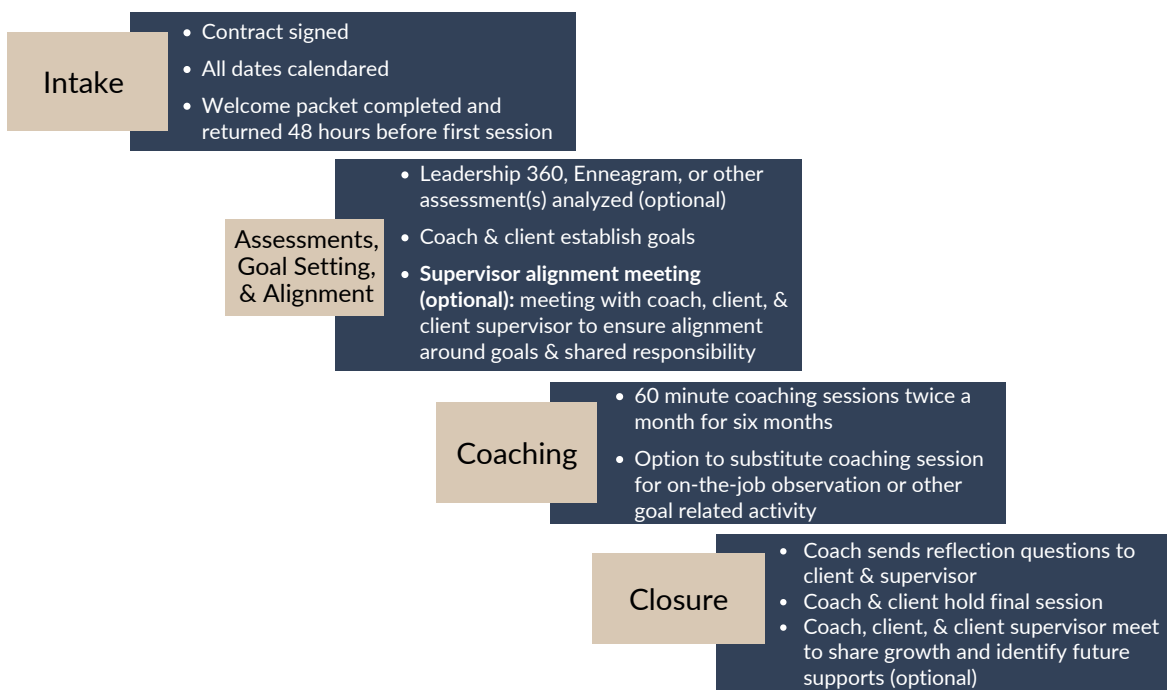 Intake
• Contract signed
• All dates calendared
• Welcome packet completed and
returned 48 hours before first session
Assessments,
Goal Setting,
& Alignment
• Leadership 360, Enneagram, or other
assessment(s) analyzed (optional)
• Coach & client establish goals
• Supervisor alignment meeting
(optional): meeting with coach, client, &
client supervisor to ensure alignment
around goals & shared responsibility
Coaching
• 60 minute coaching sessions twice a
month for six months
• Option to substitute coaching session
for on-the-job observation or other
goal related activity
Closure
• Coach sends reflection questions to
client & supervisor
• Coach & client hold final session
• Coach, client, & client supervisor meet
to share growth and identify future
supports (optional)